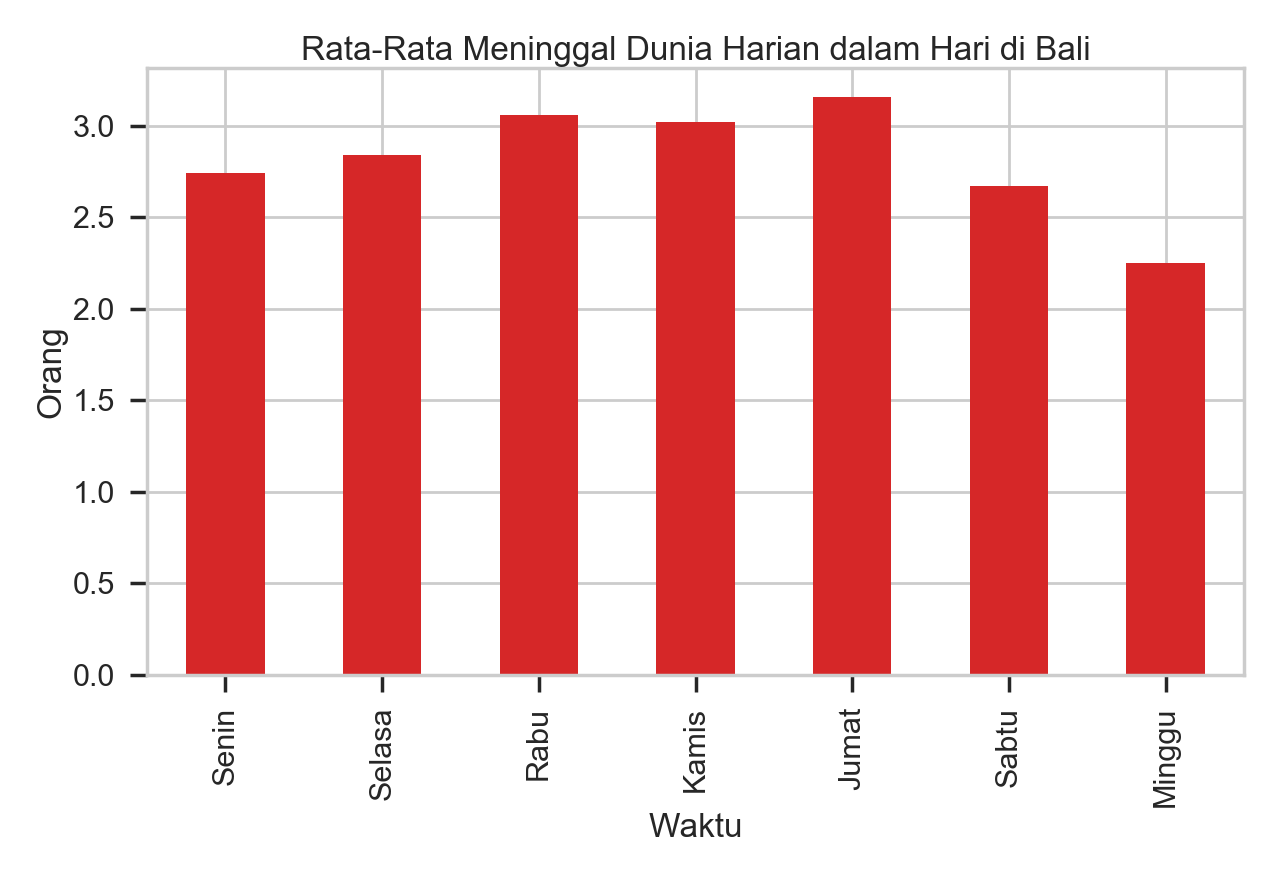 Rata-Rata Meninggal Dunia Harian dalam Hari di Bali
3.0
2.5
2.0
1.5
1.0
0.5
0.0
Orang
Senin
Selasa
Rabu
Kamis
Jumat
Sabtu
Minggu
Waktu